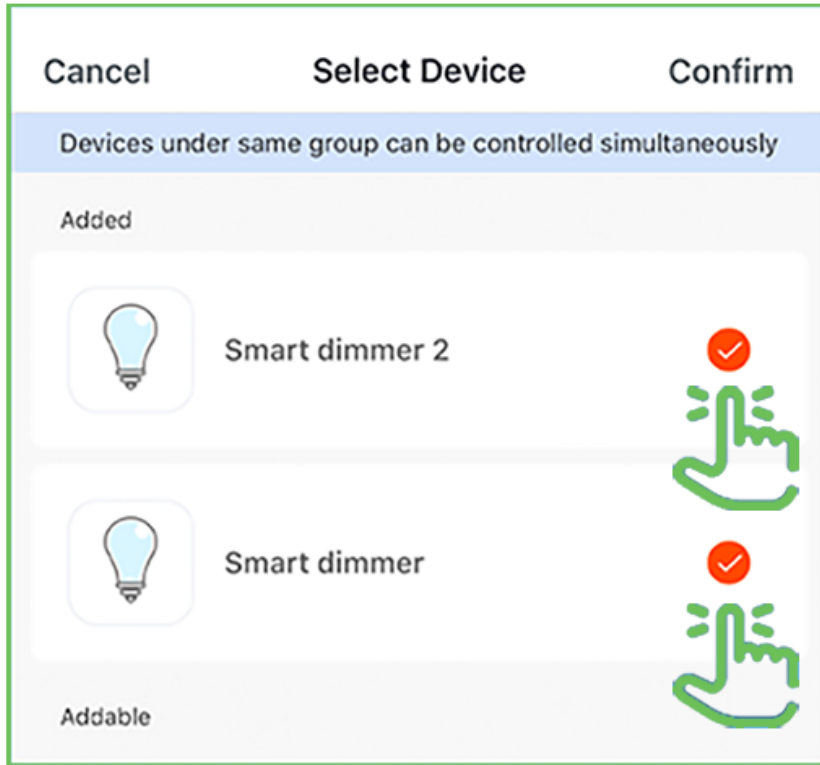 Cancel Select Device Confirm
Devices under same group can be controlled simultaneously
Added
Smart dimmer 2
Smart dimmer
Addable